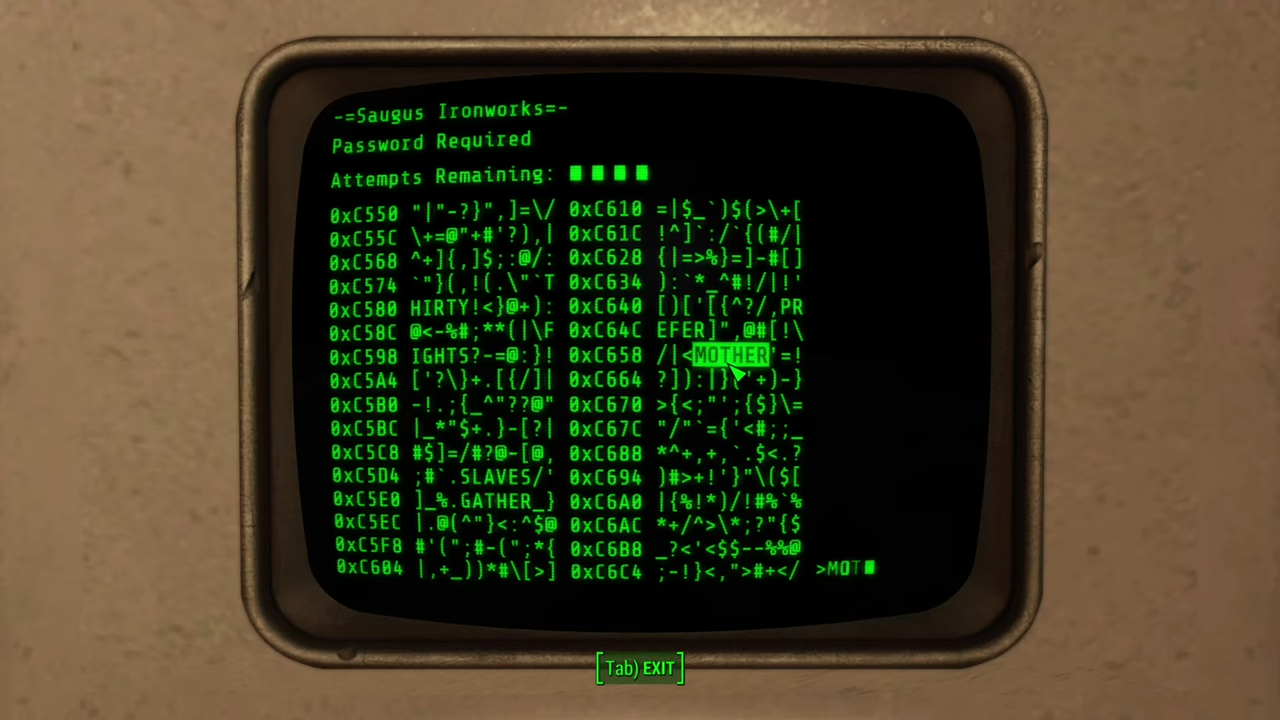 -=Saugus Ironworks=-
Password Required
Attempts Remaining: ■ ■ ■ ■
0xC550 "|"-?}",]=\/ 0xC610 =|$_`)$(>\+[
0xC55C \+=@"+#'?),| 0xC61C !^]`:/`{(#/|
0xC568 ^+]{,]$;:@/: 0xC628 {|=>%}=]-#[]
0xC574 `"}(,!(.\"`T 0xC634 ):`*_^#!/|!'
0xC580 HIRTY!<}@+): 0xC640 [)['[{^?/,PR
0xC58C @<-%#;**(|\F 0xC64C EFER]",@#[!\
0xC598 IGHTS?-=@:}! 0xC658 /|<MOTHER'=!
0xC5A4 ['?\}+.[{/]| 0xC664 ?]):|}('+)-}
0xC5B0 -!.;{_^"??@" 0xC670 >{<;"';{$}\=
0xC5BC |_*"$+.}-[?| 0xC67C "/"`={'<#;;_
0xC5C8 #$]=/#?@-[@, 0xC688 *^+,+,`.$<.?
0xC5D4 ;#`.SLAVES/' 0xC694 )#>+!'}"\($[
0xC5E0 ]_%.GATHER_} 0xC6A0 |{%!*)/!#%`%
0xC5EC |.@(^"}<:^$@ 0xC6AC *+/^>\*;?"{$
0xC5F8 #'(";#-(";*{ 0xC6B8 _?<'<$$--%%@
0xC604 |,+_))*#\[>] 0xC6C4 ;-!}<,">#+</ >MOT■
[Tab) EXIT]